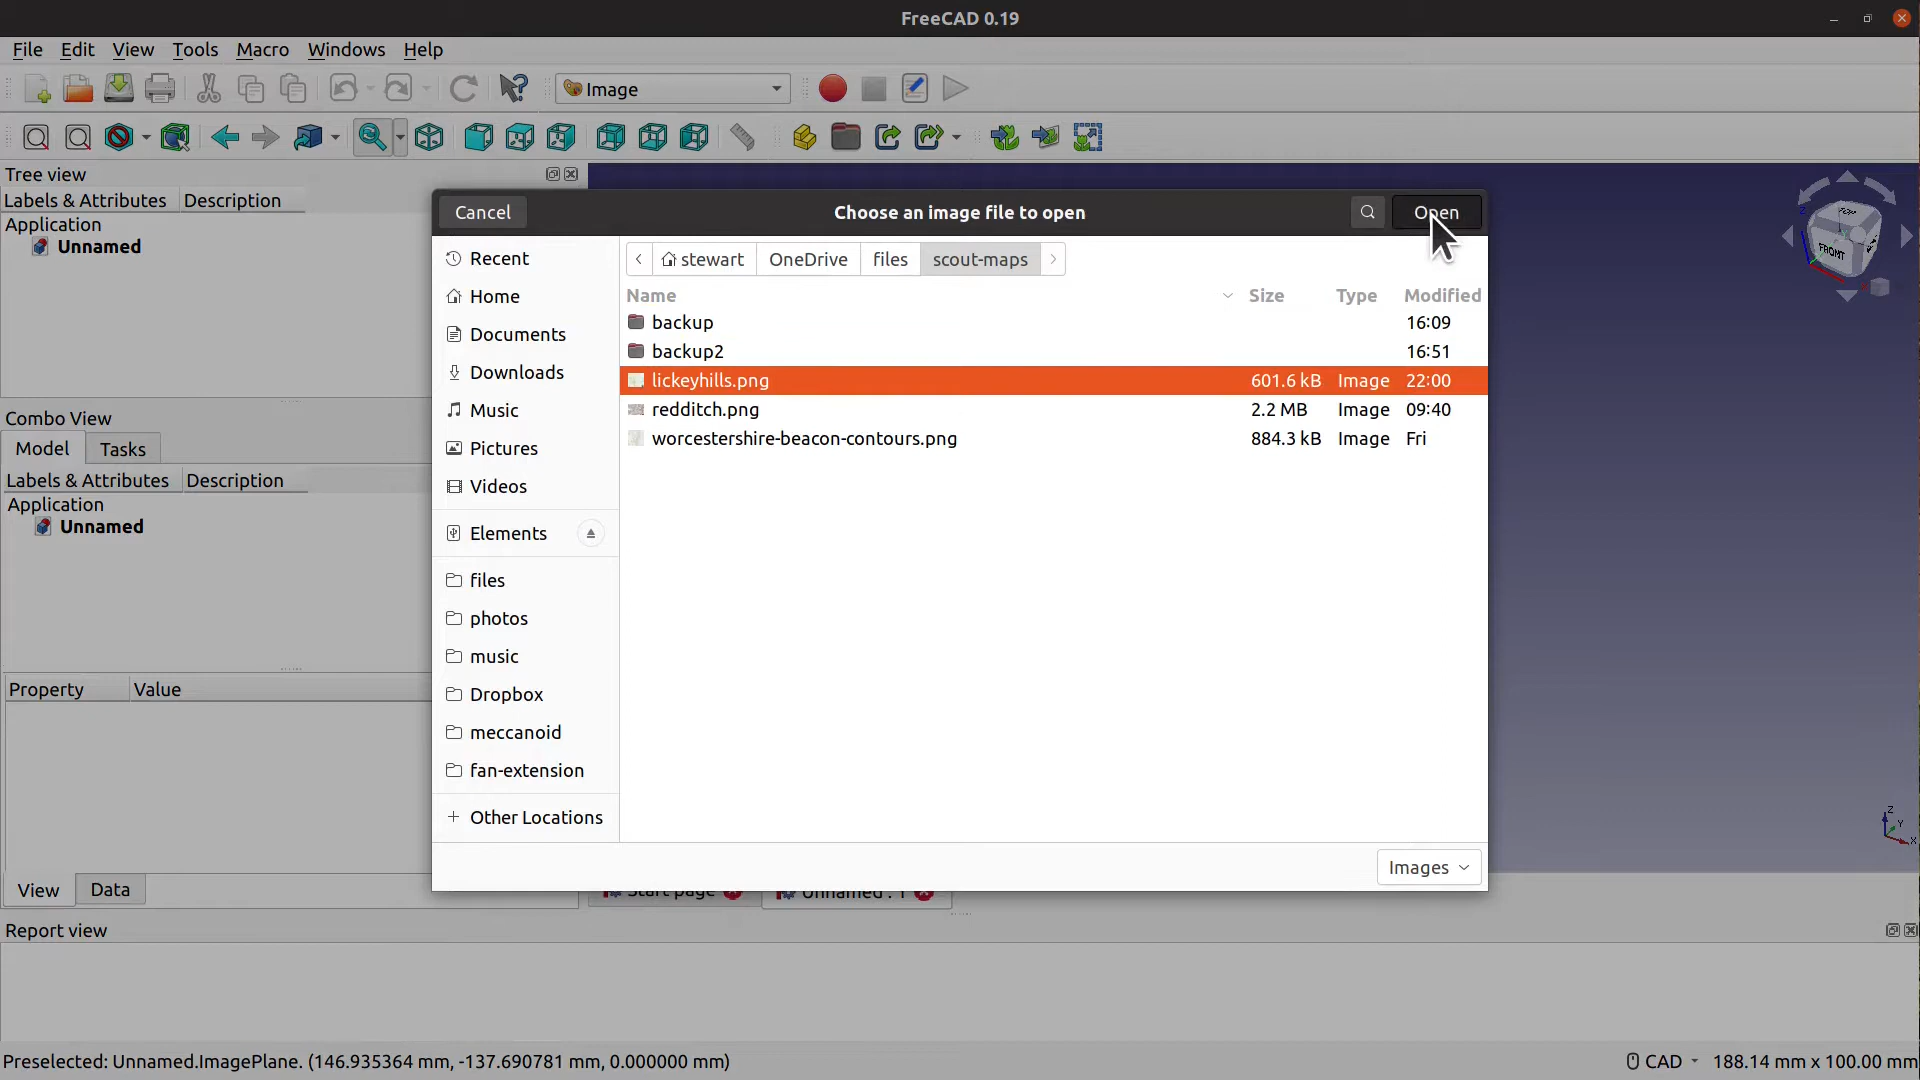 FreeCAD 0.19
File Edit View Tools Macro Windows Help
Image
Tree view
Labels & Attributes Description
Application
Unnamed
Combo View
Model Tasks
Labels & Attributes Description
Application
Unnamed
Property Value
View Data
Cancel Choose an image file to open Open
Recent
Home
Documents
Downloads
Music
Pictures
Videos
Elements
files
photos
music
Dropbox
meccanoid
fan-extension
Other Locations
stewart OneDrive files scout-maps
Name Size Type Modified
backup 16:09
backup2 16:51
lickeyhills.png 601.6 kB Image 22:00
redditch.png 2.2 MB Image 09:40
worcestershire-beacon-contours.png 884.3 kB Image Fri
Images
TOP
FRONT
Z
Y
X
Start page Unnamed : 1
Report view
Preselected: Unnamed.ImagePlane. (146.935364 mm, -137.690781 mm, 0.000000 mm) CAD 188.14 mm x 100.00 mm